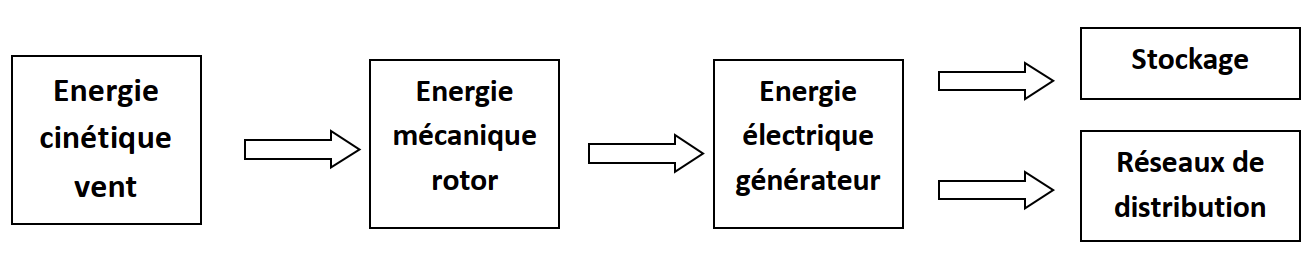 Energie
cinétique
vent
Energie
mécanique
rotor
Energie
électrique
générateur
Stockage
Réseaux de
distribution